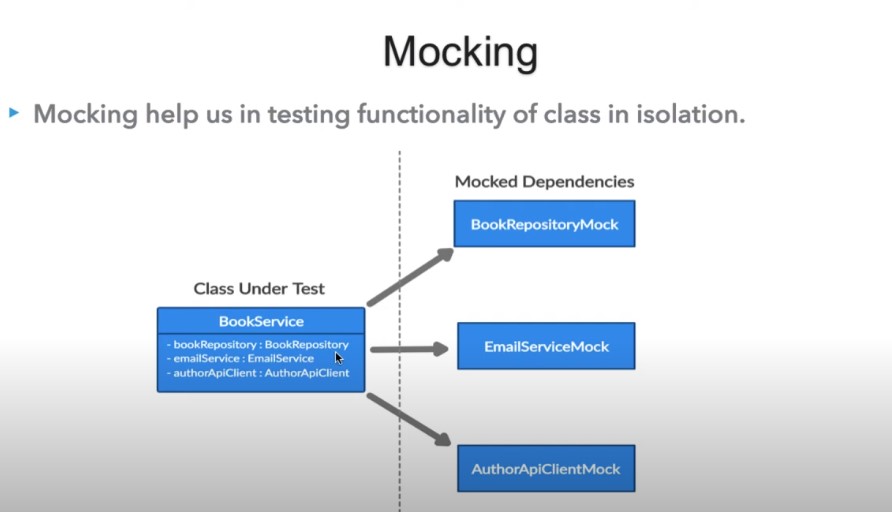 Mocking
Mocking help us in testing functionality of class in isolation.
Mocked Dependencies
BookRepositoryMock
Class Under Test
BookService
- bookRepository : BookRepository
- emailService : EmailService
- authorApiClient : AuthorApiClient
EmailServiceMock
AuthorApiClientMock